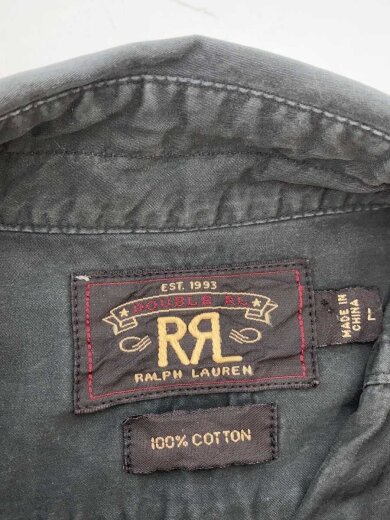 EST. 1993
DOUBLE RL
RRL
RALPH LAUREN
MADE IN
CHINA
L
100% COTTON